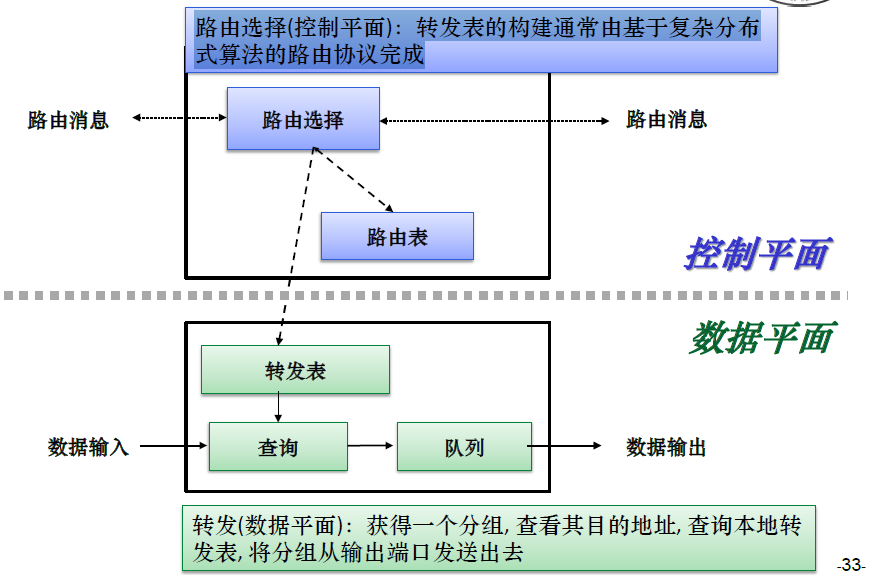 路由选择(控制平面)：转发表的构建通常由基于复杂分布
式算法的路由协议完成
路由消息
路由选择
路由消息
路由表
控制平面
数据平面
转发表
数据输入
查询
队列
数据输出
转发(数据平面)：获得一个分组, 查看其目的地址, 查询本地转
发表, 将分组从输出端口发送出去
-33-